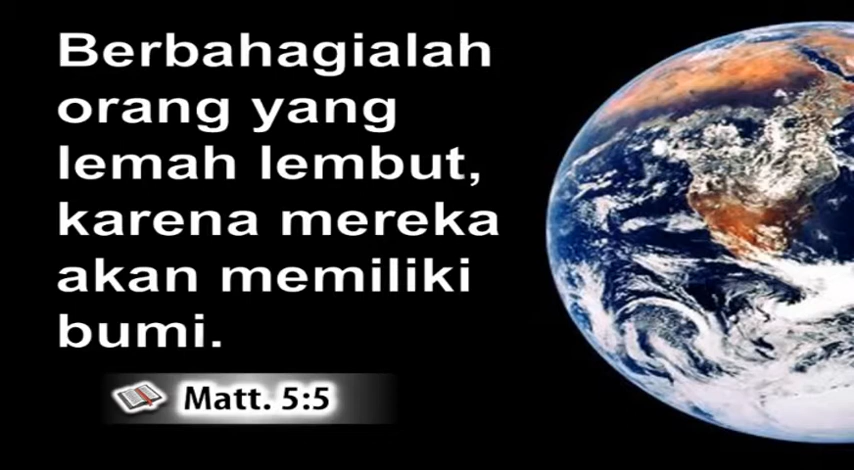 Berbahagialah
orang yang
lemah lembut,
karena mereka
akan memiliki
bumi.
Matt. 5:5